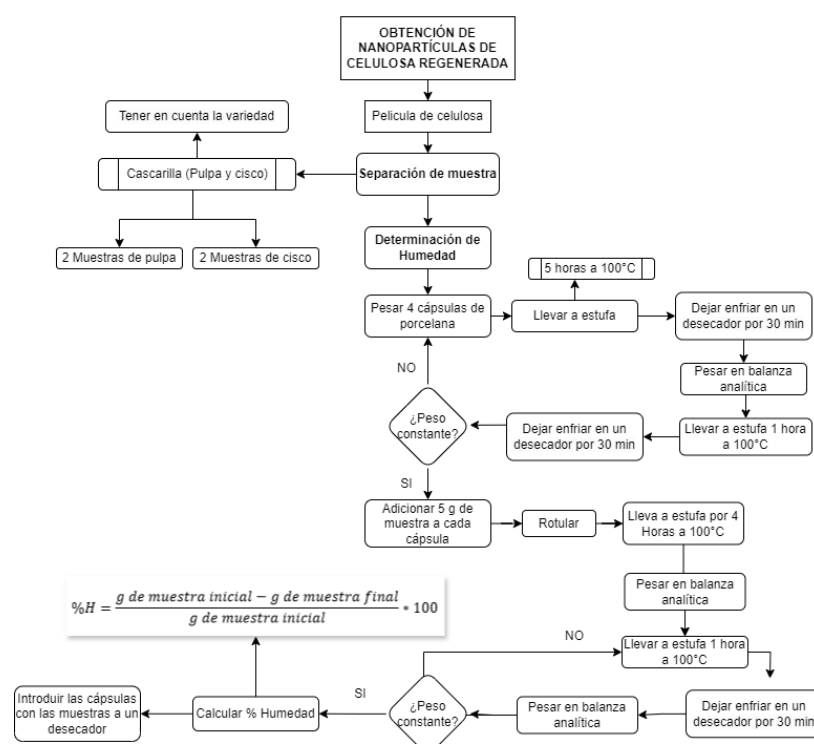 OBTENCIÓN DE
NANOPARTÍCULAS DE
CELULOSA REGENERADA
Pelicula de celulosa
Tener en cuenta la variedad
Separación de muestra
Cascarilla (Pulpa y cisco)
2 Muestras de pulpa
2 Muestras de cisco
Determinación de
Humedad
5 horas a 100°C
Pesar 4 cápsulas de
porcelana
Llevar a estufa
Dejar enfriar en un
desecador por 30 min
Pesar en balanza
analítica
Llevar a estufa 1 hora
a 100°C
Dejar enfriar en un
desecador por 30 min
¿Peso
constante?
NO
SI
Adicionar 5 g de
muestra a cada
cápsula
Rotular
Lleva a estufa por 4
Horas a 100°C
Pesar en balanza
analítica
Llevar a estufa 1 hora
a 100°C
Dejar enfriar en un
desecador por 30 min
Pesar en balanza
analítica
¿Peso
constante?
NO
SI
Calcular % Humedad
%H = g de muestra inicial − g de muestra final
g de muestra inicial ∗ 100
Introduir las cápsulas
con las muestras a un
desecador